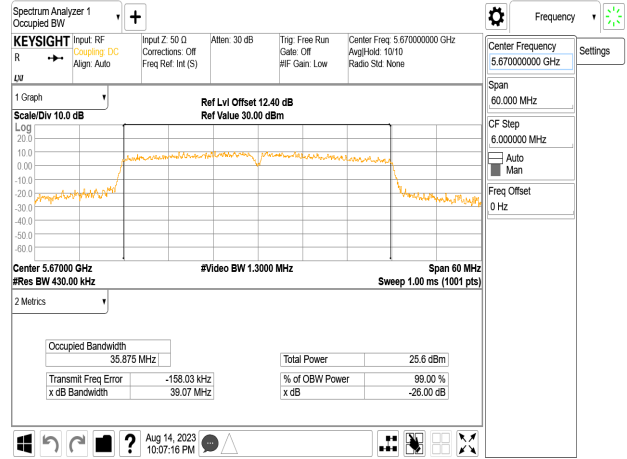 Spectrum Analyzer 1
Occupied BW
Frequency
KEYSIGHT
R
Input: RF
Coupling: DC
Align: Auto
Input Z: 50 Ω
Corrections: Off
Freq Ref: Int (S)
Atten: 30 dB
Trig: Free Run
Gate: Off
#IF Gain: Low
Center Freq: 5.670000000 GHz
Avg|Hold: 10/10
Radio Std: None
Center Frequency
5.670000000 GHz
Settings
Span
60.000 MHz
CF Step
6.000000 MHz
Auto
Man
Freq Offset
0 Hz
1 Graph
Scale/Div 10.0 dB
Ref Lvl Offset 12.40 dB
Ref Value 30.00 dBm
Log
20.0
10.0
0.00
-10.0
-20.0
-30.0
-40.0
-50.0
-60.0
Center 5.67000 GHz
#Video BW 1.3000 MHz
Span 60 MHz
#Res BW 430.00 kHz
Sweep 1.00 ms (1001 pts)
2 Metrics
Occupied Bandwidth
35.875 MHz
Total Power 25.6 dBm
Transmit Freq Error -158.03 kHz
% of OBW Power 99.00 %
x dB Bandwidth 39.07 MHz
x dB -26.00 dB
?
Aug 14, 2023
10:07:16 PM